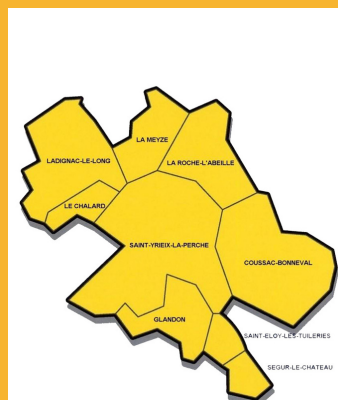 LA MEYZE
LADIGNAC-LE-LONG
LA ROCHE-L'ABEILLE
LE CHALARD
SAINT-YRIEIX-LA-PERCHE
COUSSAC-BONNEVAL
GLANDON
SAINT-ELOY-LES-TUILERIES
SEGUR-LE-CHATEAU